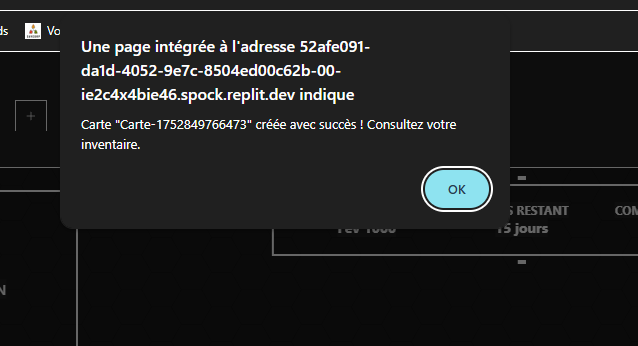 ds
Vo
Une page intégrée à l'adresse 52afe091-
da1d-4052-9e7c-8504ed00c62b-00-
ie2c4x4bie46.spock.replit.dev indique
Carte "Carte-1752849766473" créée avec succès ! Consultez votre
inventaire.
+
OK
S RESTANT
COM
15 jours
N